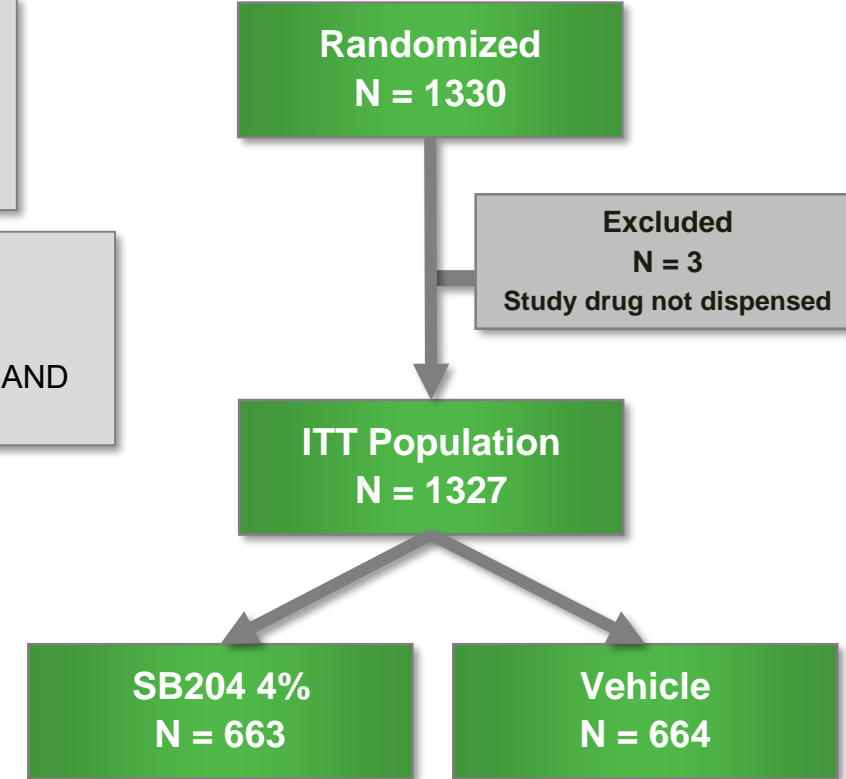 Randomized
N = 1330
Excluded
N = 3
Study drug not dispensed
AND
ITT Population
N = 1327
SB204 4%
N = 663
Vehicle
N = 664